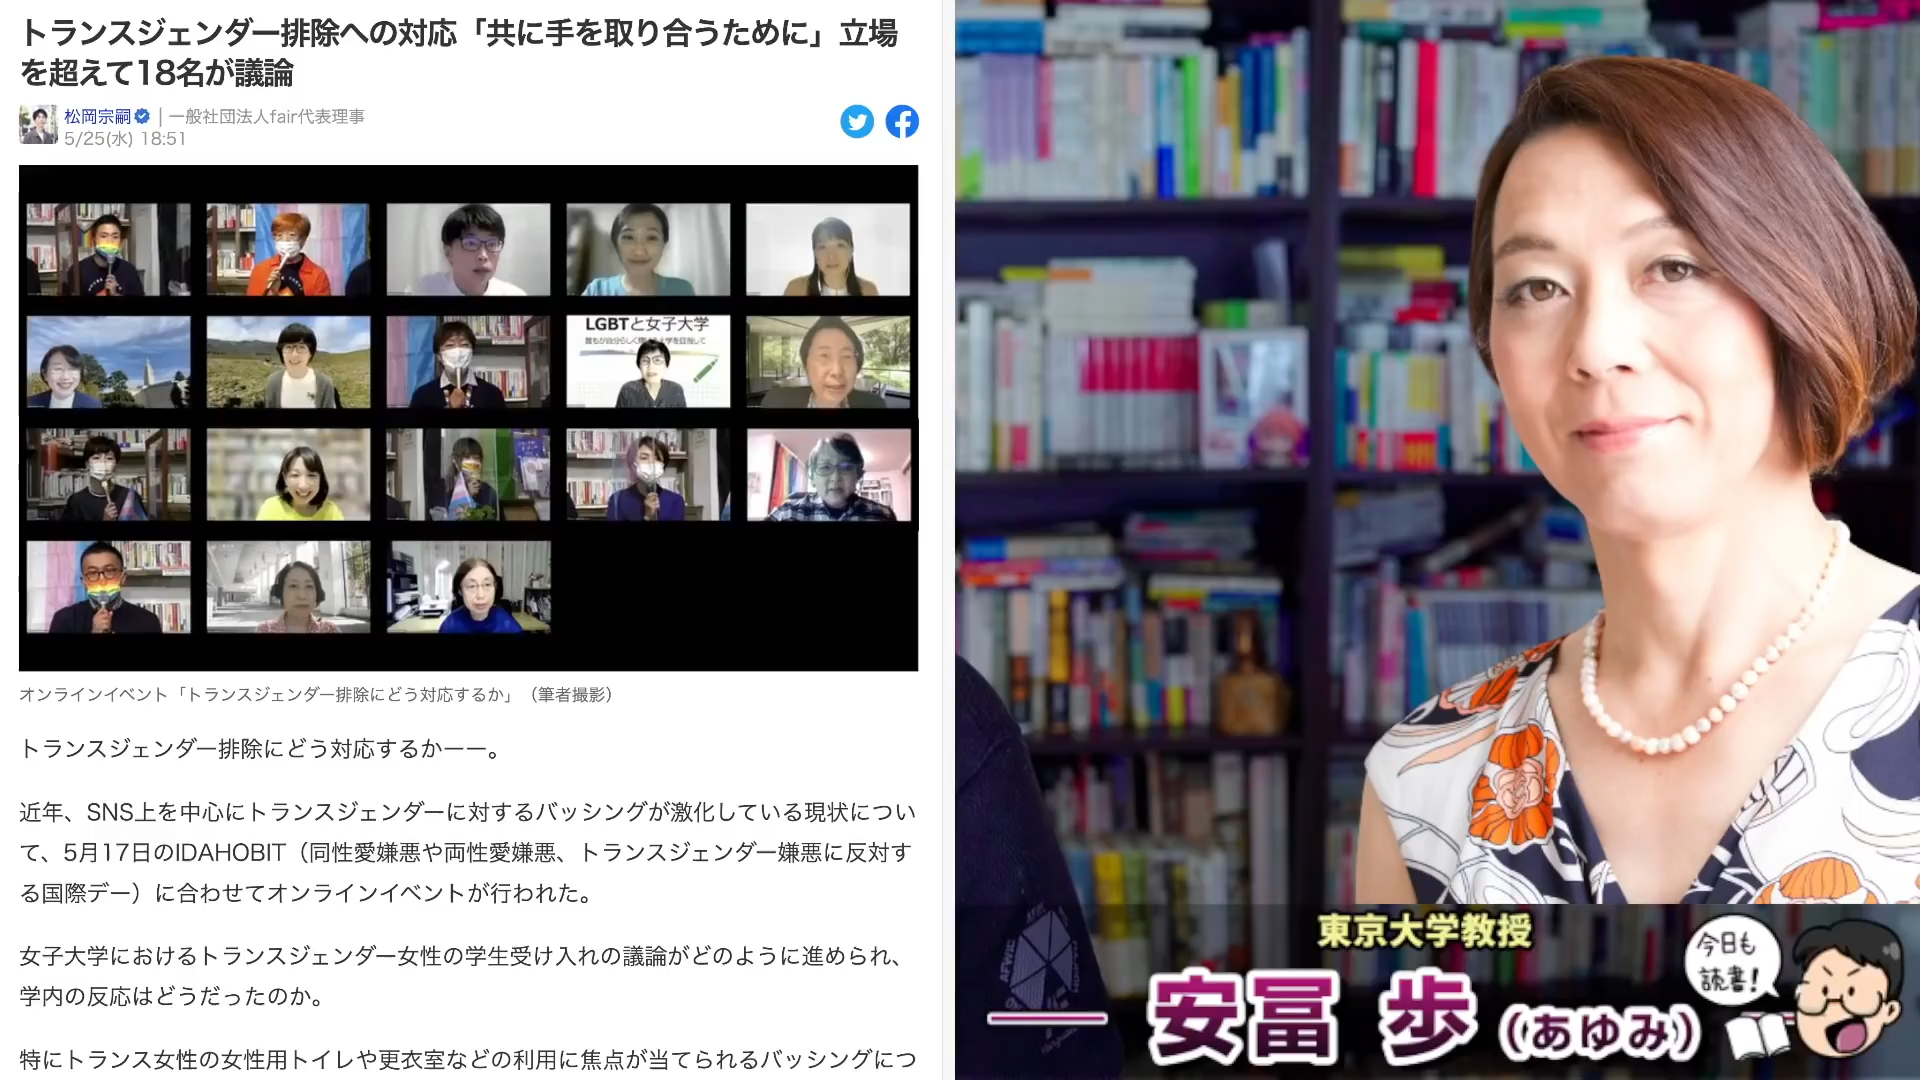 トランスジェンダー排除への対応「共に手を取り合うために」立場
を超えて18名が議論
松岡宗嗣 | 一般社団法人fair代表理事
5/25(水) 18:51
LGBTと女子大学
オンラインイベント「トランスジェンダー排除にどう対応するか」（筆者撮影）
トランスジェンダー排除にどう対応するかーー。
近年、SNS上を中心にトランスジェンダーに対するバッシングが激化している現状につい
て、5月17日のIDAHOBIT（同性愛嫌悪や両性愛嫌悪、トランスジェンダー嫌悪に反対す
る国際デー）に合わせてオンラインイベントが行われた。
女子大学におけるトランスジェンダー女性の学生受け入れの議論がどのように進められ、
学内の反応はどうだったのか。
特にトランス女性の女性用トイレや更衣室などの利用に焦点が当てられるバッシングにつ
東京大学教授
安冨 歩 (あゆみ)
今日も
読書!